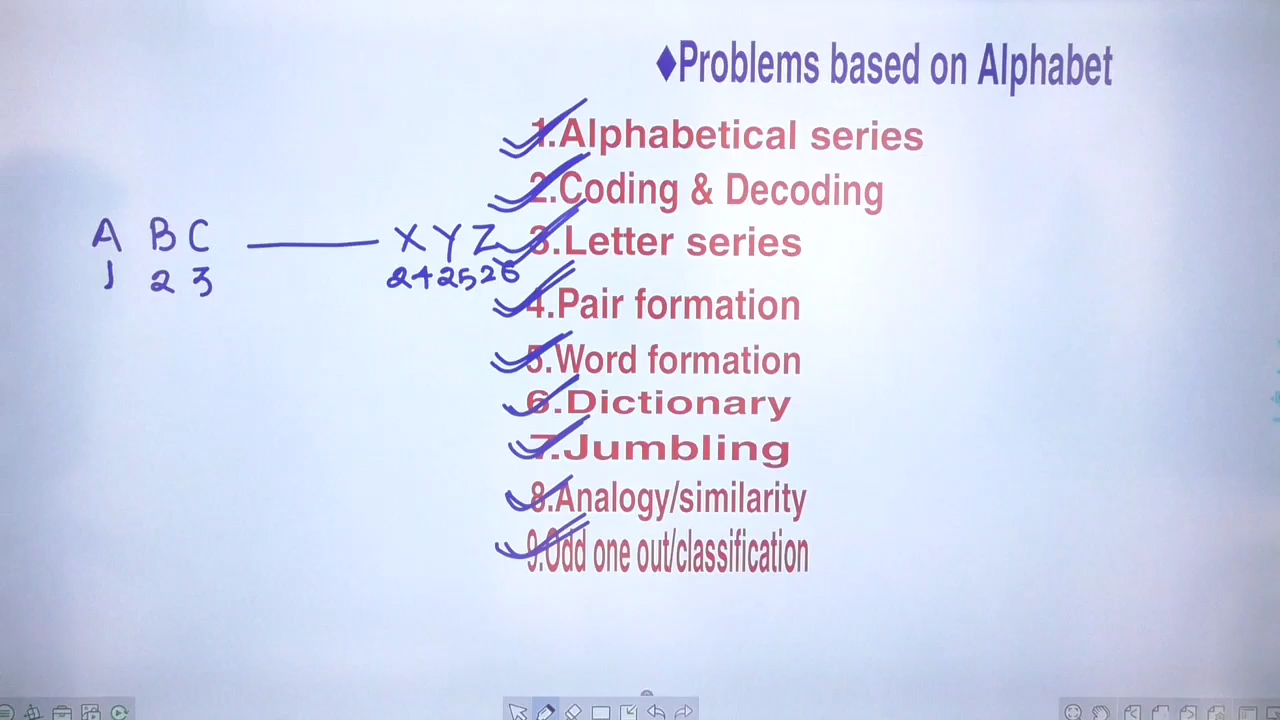 ♦Problems based on Alphabet
1.Alphabetical series
2.Coding & Decoding
A B C ——— X Y Z
1 2 3 24 25 26
3.Letter series
4.Pair formation
5.Word formation
6.Dictionary
7.Jumbling
8.Analogy/similarity
9.Odd one out/classification